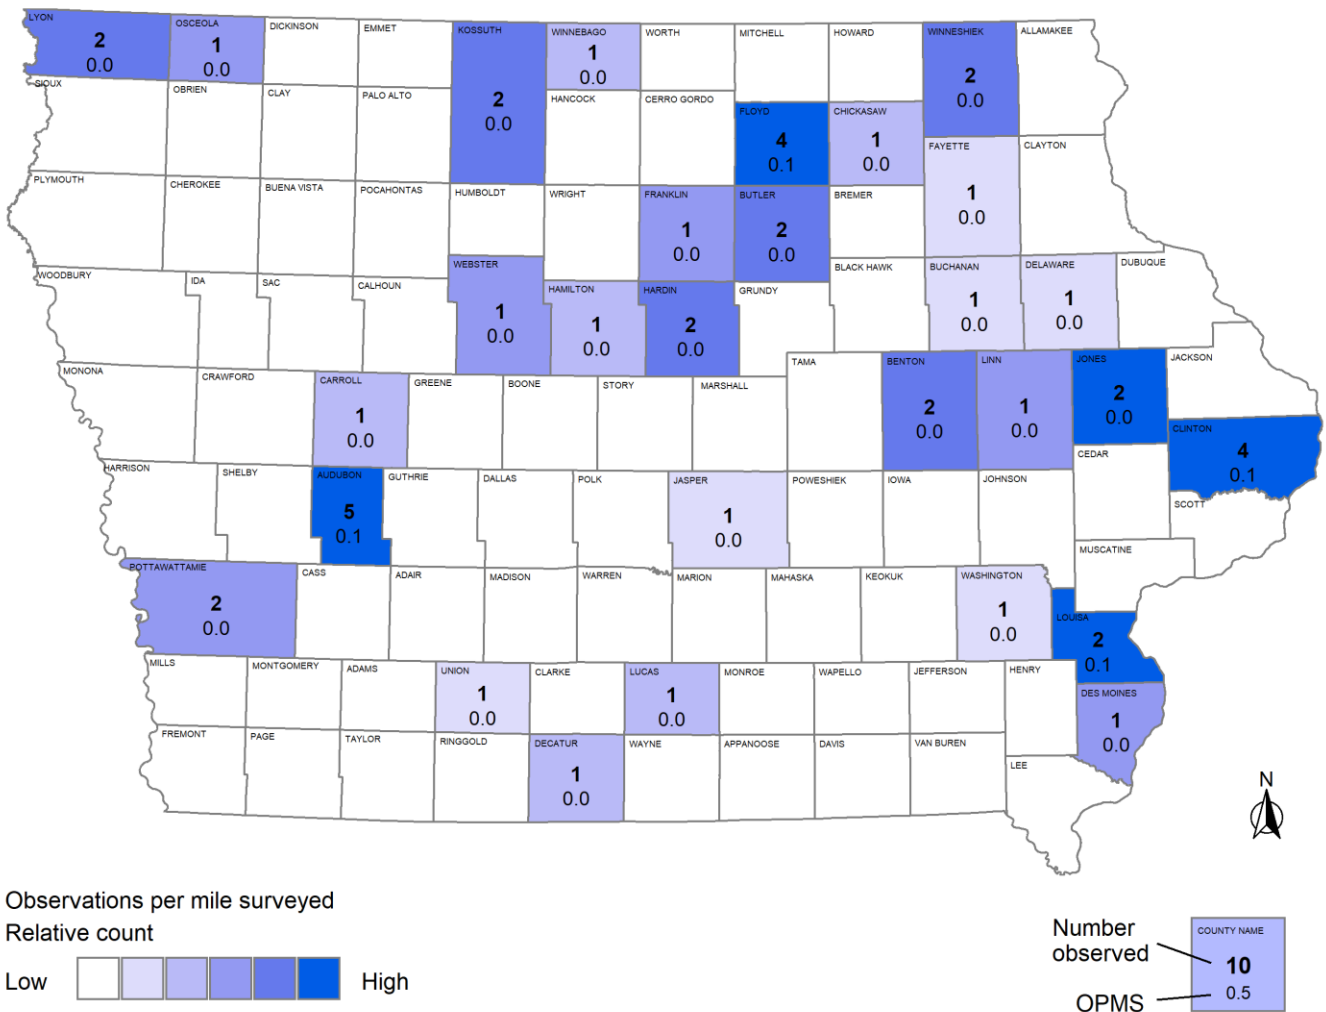 LYON
2
0.0
OSCEOLA
1
0.0
DICKINSON
EMMET
KOSSUTH
2
0.0
WINNEBAGO
1
0.0
WORTH
MITCHELL
HOWARD
WINNESHIEK
2
0.0
ALLAMAKEE
SIOUX
OBRIEN
CLAY
PALO ALTO
HANCOCK
CERRO GORDO
FLOYD
4
0.1
CHICKASAW
1
0.0
FAYETTE
1
0.0
CLAYTON
PLYMOUTH
CHEROKEE
BUENA VISTA
POCAHONTAS
HUMBOLDT
WRIGHT
FRANKLIN
1
0.0
BUTLER
2
0.0
BREMER
WOODBURY
IDA
SAC
CALHOUN
WEBSTER
1
0.0
HAMILTON
1
0.0
HARDIN
2
0.0
GRUNDY
BLACK HAWK
BUCHANAN
1
0.0
DELAWARE
1
0.0
DUBUQUE
MONONA
CRAWFORD
CARROLL
1
0.0
GREENE
BOONE
STORY
MARSHALL
TAMA
BENTON
2
0.0
LINN
1
0.0
JONES
2
0.0
JACKSON
CLINTON
4
0.1
HARRISON
SHELBY
AUDUBON
5
0.1
GUTHRIE
DALLAS
POLK
JASPER
1
0.0
POWESHIEK
IOWA
JOHNSON
CEDAR
SCOTT
MUSCATINE
POTTAWATTAMIE
2
0.0
CASS
ADAIR
MADISON
WARREN
MARION
MAHASKA
KEOKUK
WASHINGTON
1
0.0
LOUISA
2
0.1
MILLS
MONTGOMERY
ADAMS
UNION
1
0.0
CLARKE
LUCAS
1
0.0
MONROE
WAPELLO
JEFFERSON
HENRY
DES MOINES
1
0.0
FREMONT
PAGE
TAYLOR
RINGGOLD
DECATUR
1
0.0
WAYNE
APPANOOSE
DAVIS
VAN BUREN
LEE
N
Observations per mile surveyed
Relative count
Low
High
Number
observed
OPMS
COUNTY NAME
10
0.5